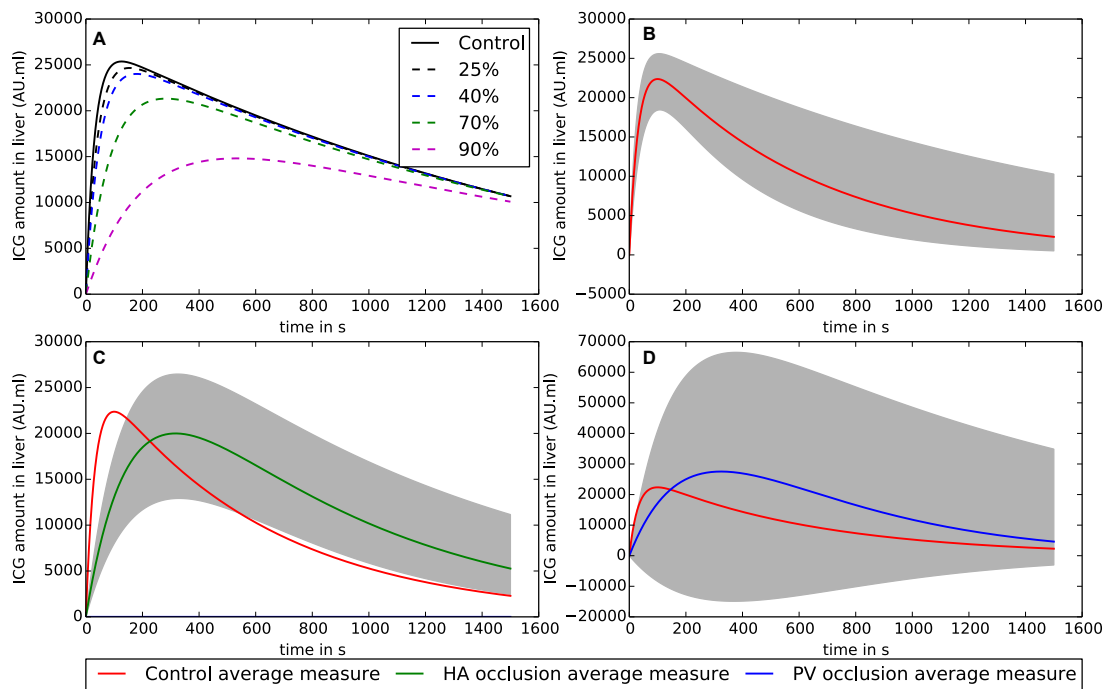 A
ICG amount in liver (AU.ml)
30000
25000
20000
15000
10000
5000
0
Control
25%
40%
70%
90%
0 200 400 600 800 1000 1200 1400 1600
time in s
B
ICG amount in liver (AU.ml)
30000
25000
20000
15000
10000
5000
0
−5000
0 200 400 600 800 1000 1200 1400 1600
time in s
C
ICG amount in liver (AU.ml)
30000
25000
20000
15000
10000
5000
0
0 200 400 600 800 1000 1200 1400 1600
time in s
D
ICG amount in liver (AU.ml)
70000
60000
50000
40000
30000
20000
10000
0
−10000
−20000
0 200 400 600 800 1000 1200 1400 1600
time in s
Control average measure HA occlusion average measure PV occlusion average measure